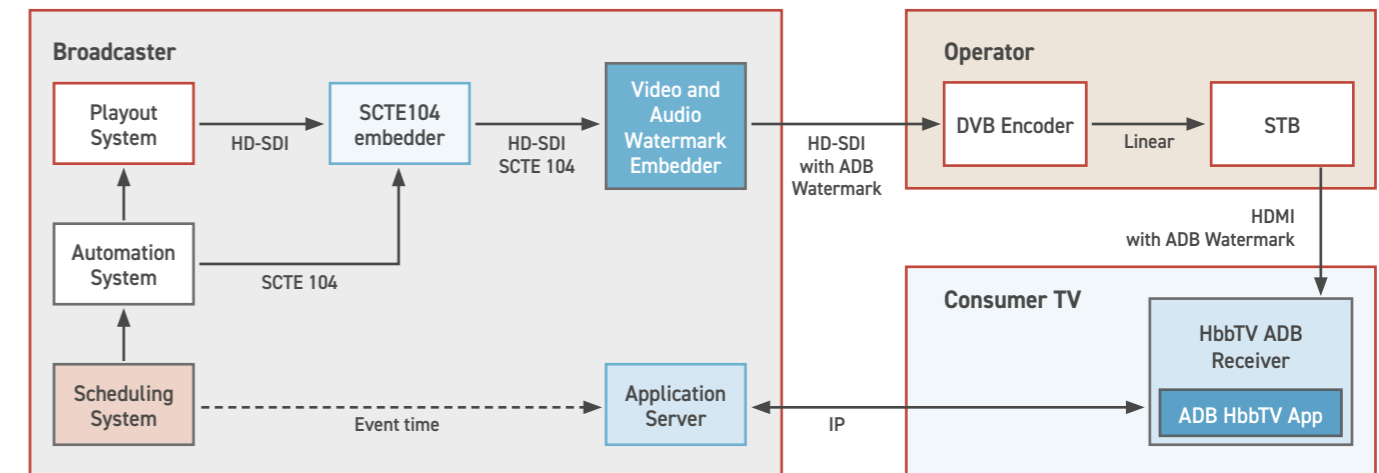 Broadcaster
Playout
System
HD-SDI
SCTE104
embedder
HD-SDI
SCTE 104
Video and
Audio
Watermark
Embedder
HD-SDI
with ADB
Watermark
Operator
DVB Encoder
Linear
STB
HDMI
with ADB Watermark
Automation
System
SCTE 104
Scheduling
System
Event time
Application
Server
IP
Consumer TV
HbbTV ADB
Receiver
ADB HbbTV App